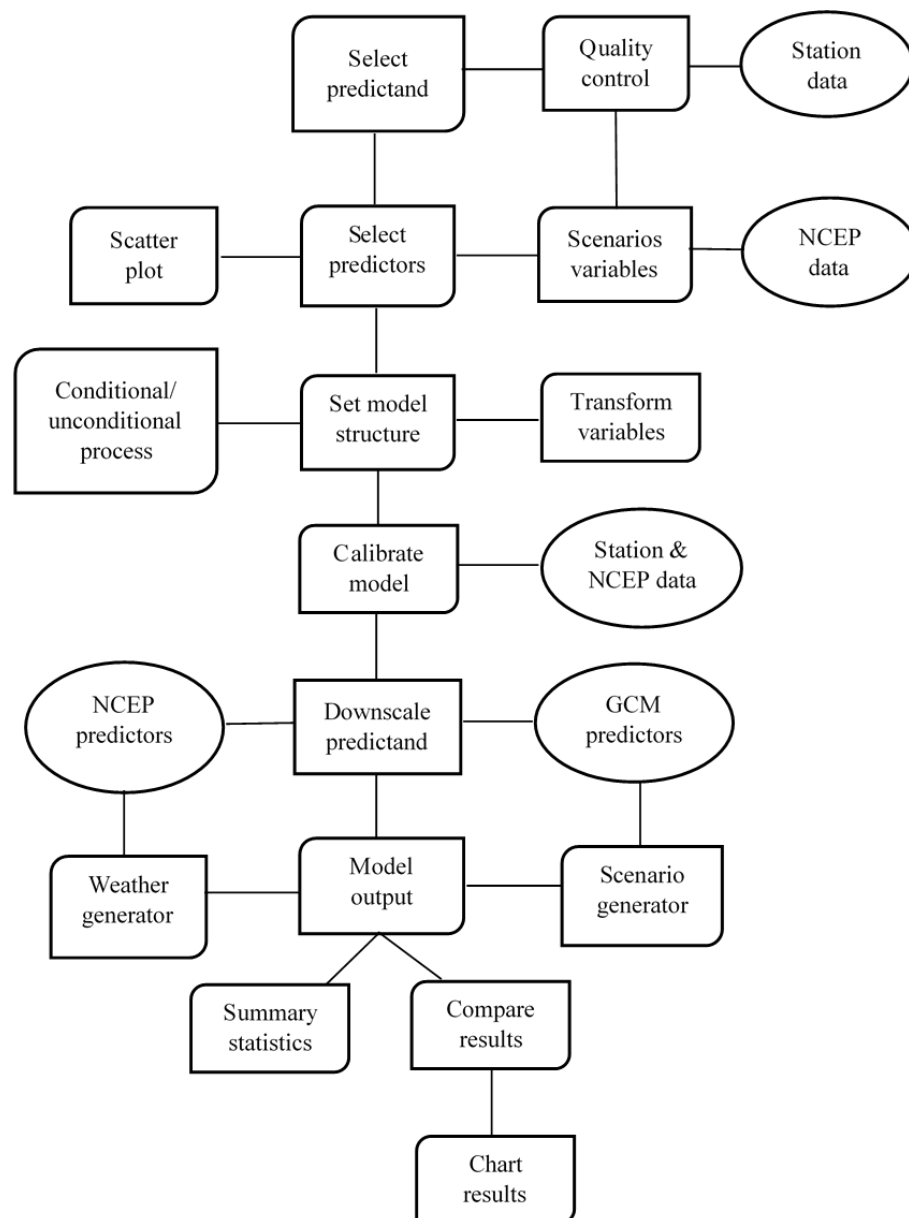 Select
predictand
Quality
control
Station
data
Scatter
plot
Select
predictors
Scenarios
variables
NCEP
data
Conditional/
unconditional
process
Set model
structure
Transform
variables
Calibrate
model
Station &
NCEP data
NCEP
predictors
Downscale
predictand
GCM
predictors
Weather
generator
Model
output
Scenario
generator
Summary
statistics
Compare
results
Chart
results